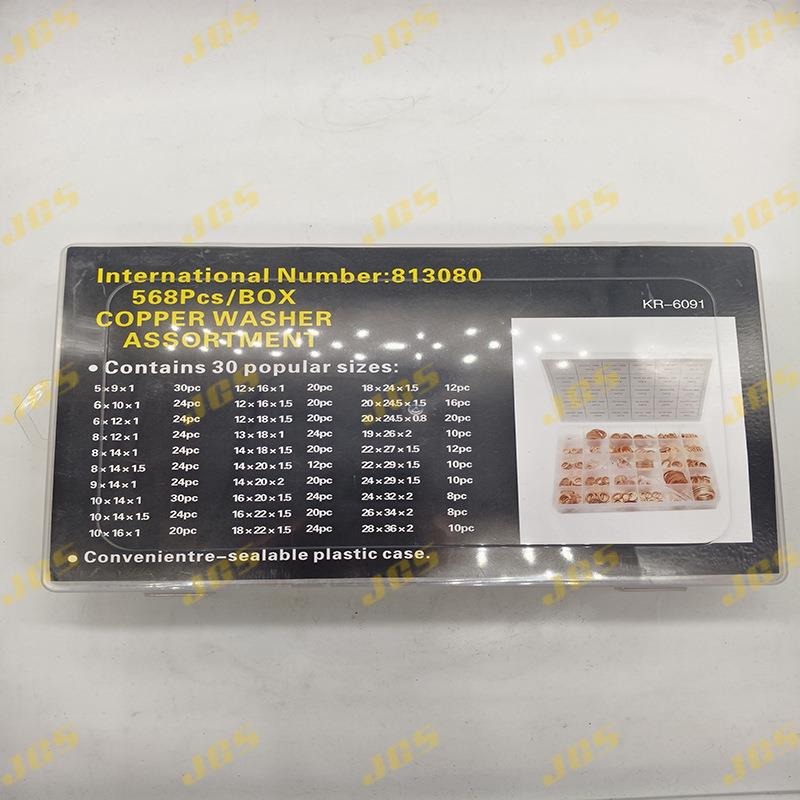 International Number:813080
568Pcs/BOX
COPPER WASHER
ASSORTMENT
KR-6091
• Contains 30 popular sizes:
5×9×1 30pc 12×16×1 20pc 18×24×1.5 12pc
6×10×1 24pc 12×16×1.5 20pc 20×24.5×1.5 16pc
6×12×1 24pc 12×18×1.5 20pc 20×24.5×0.8 20pc
8×12×1 24pc 13×18×1 24pc 19×26×2 10pc
8×14×1 24pc 14×18×1.5 20pc 22×27×1.5 12pc
8×14×1.5 24pc 14×20×1.5 12pc 22×29×1.5 10pc
9×14×1 24pc 14×20×2 20pc 24×29×1.5 10pc
10×14×1 30pc 16×20×1.5 24pc 24×32×2 8pc
10×14×1.5 24pc 16×22×1.5 20pc 26×34×2 8pc
10×16×1 20pc 18×22×1.5 24pc 28×36×2 10pc
• Convenientre-sealable plastic case.
JGS